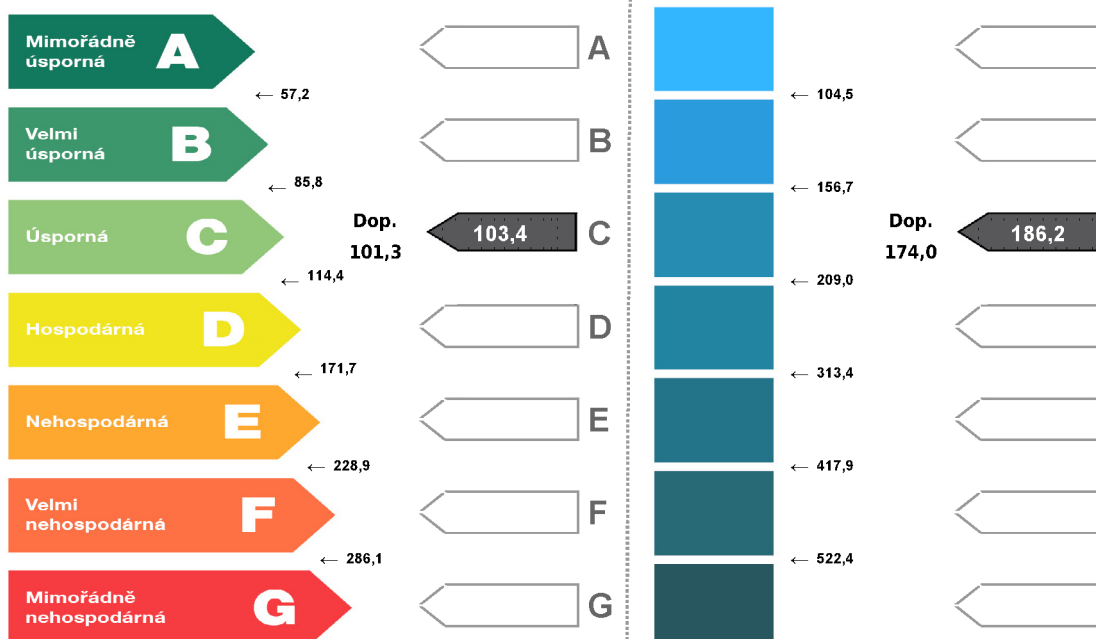 Mimořádně
úsporná
A
A
← 57,2
← 104,5
Velmi
úsporná
B
B
← 85,8
← 156,7
Úsporná
C
Dop.
101,3
103,4
C
Dop.
174,0
186,2
← 114,4
← 209,0
Hospodárná
D
D
← 171,7
← 313,4
Nehospodárná
E
E
← 228,9
← 417,9
Velmi
nehospodárná
F
F
← 286,1
← 522,4
Mimořádně
nehospodárná
G
G